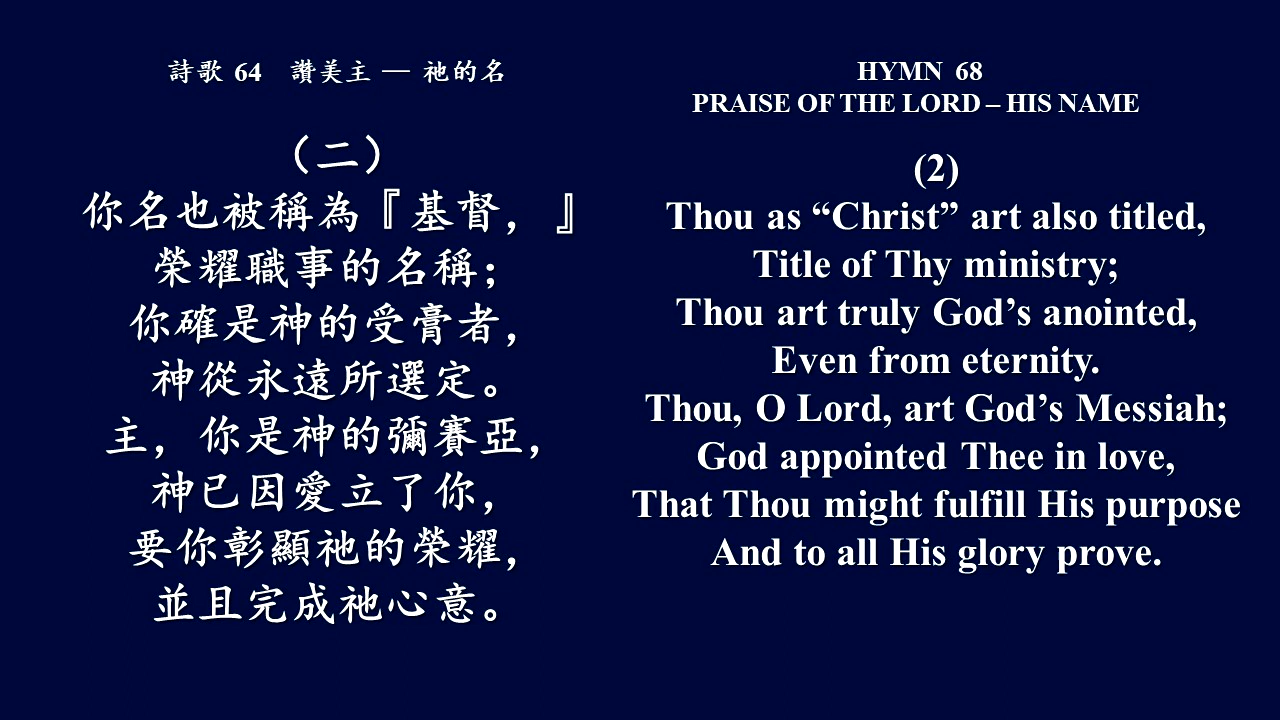 詩歌 64 讚美主 — 祂的名
（二）
你名也被稱為『基督，』
榮耀職事的名稱；
你確是神的受膏者，
神從永遠所選定。
主，你是神的彌賽亞，
神已因愛立了你，
要你彰顯祂的榮耀，
並且完成祂心意。
HYMN 68
PRAISE OF THE LORD – HIS NAME
(2)
Thou as “Christ” art also titled,
Title of Thy ministry;
Thou art truly God’s anointed,
Even from eternity.
Thou, O Lord, art God’s Messiah;
God appointed Thee in love,
That Thou might fulfill His purpose
And to all His glory prove.